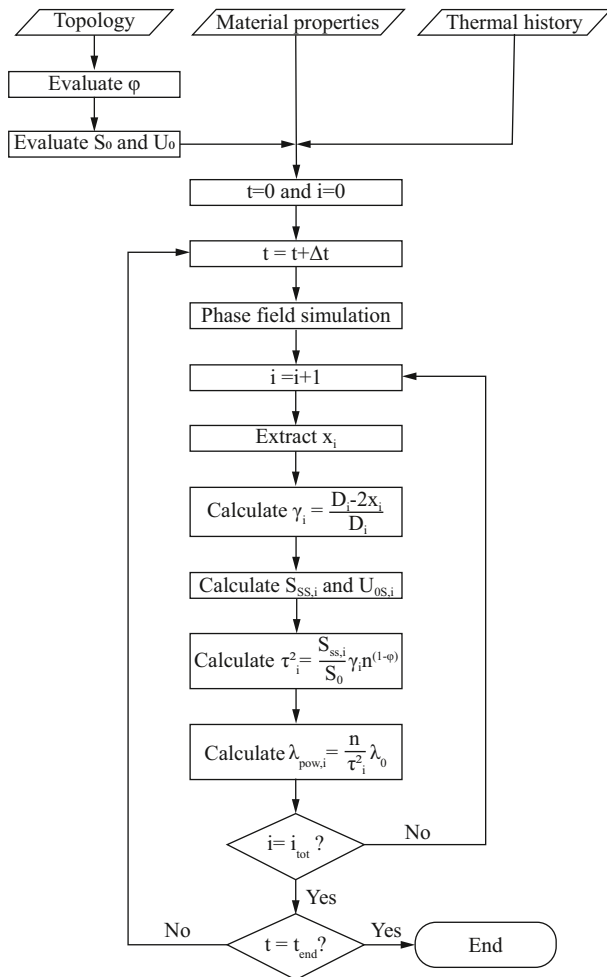 Topology
Material properties
Thermal history
Evaluate φ
Evaluate S₀ and U₀
t=0 and i=0
t = t+Δt
Phase field simulation
i =i+1
Extract xᵢ
Calculate γᵢ = (Dᵢ-2xᵢ)/Dᵢ
Calculate S_SS,i and U_0S,i
Calculate τ²ᵢ= (S_ss,i/S₀)γᵢn^(1-φ)
Calculate λ_pow,i= (n/τ²ᵢ)λ₀
i= i_tot ?
No
Yes
No
t = t_end?
Yes
End